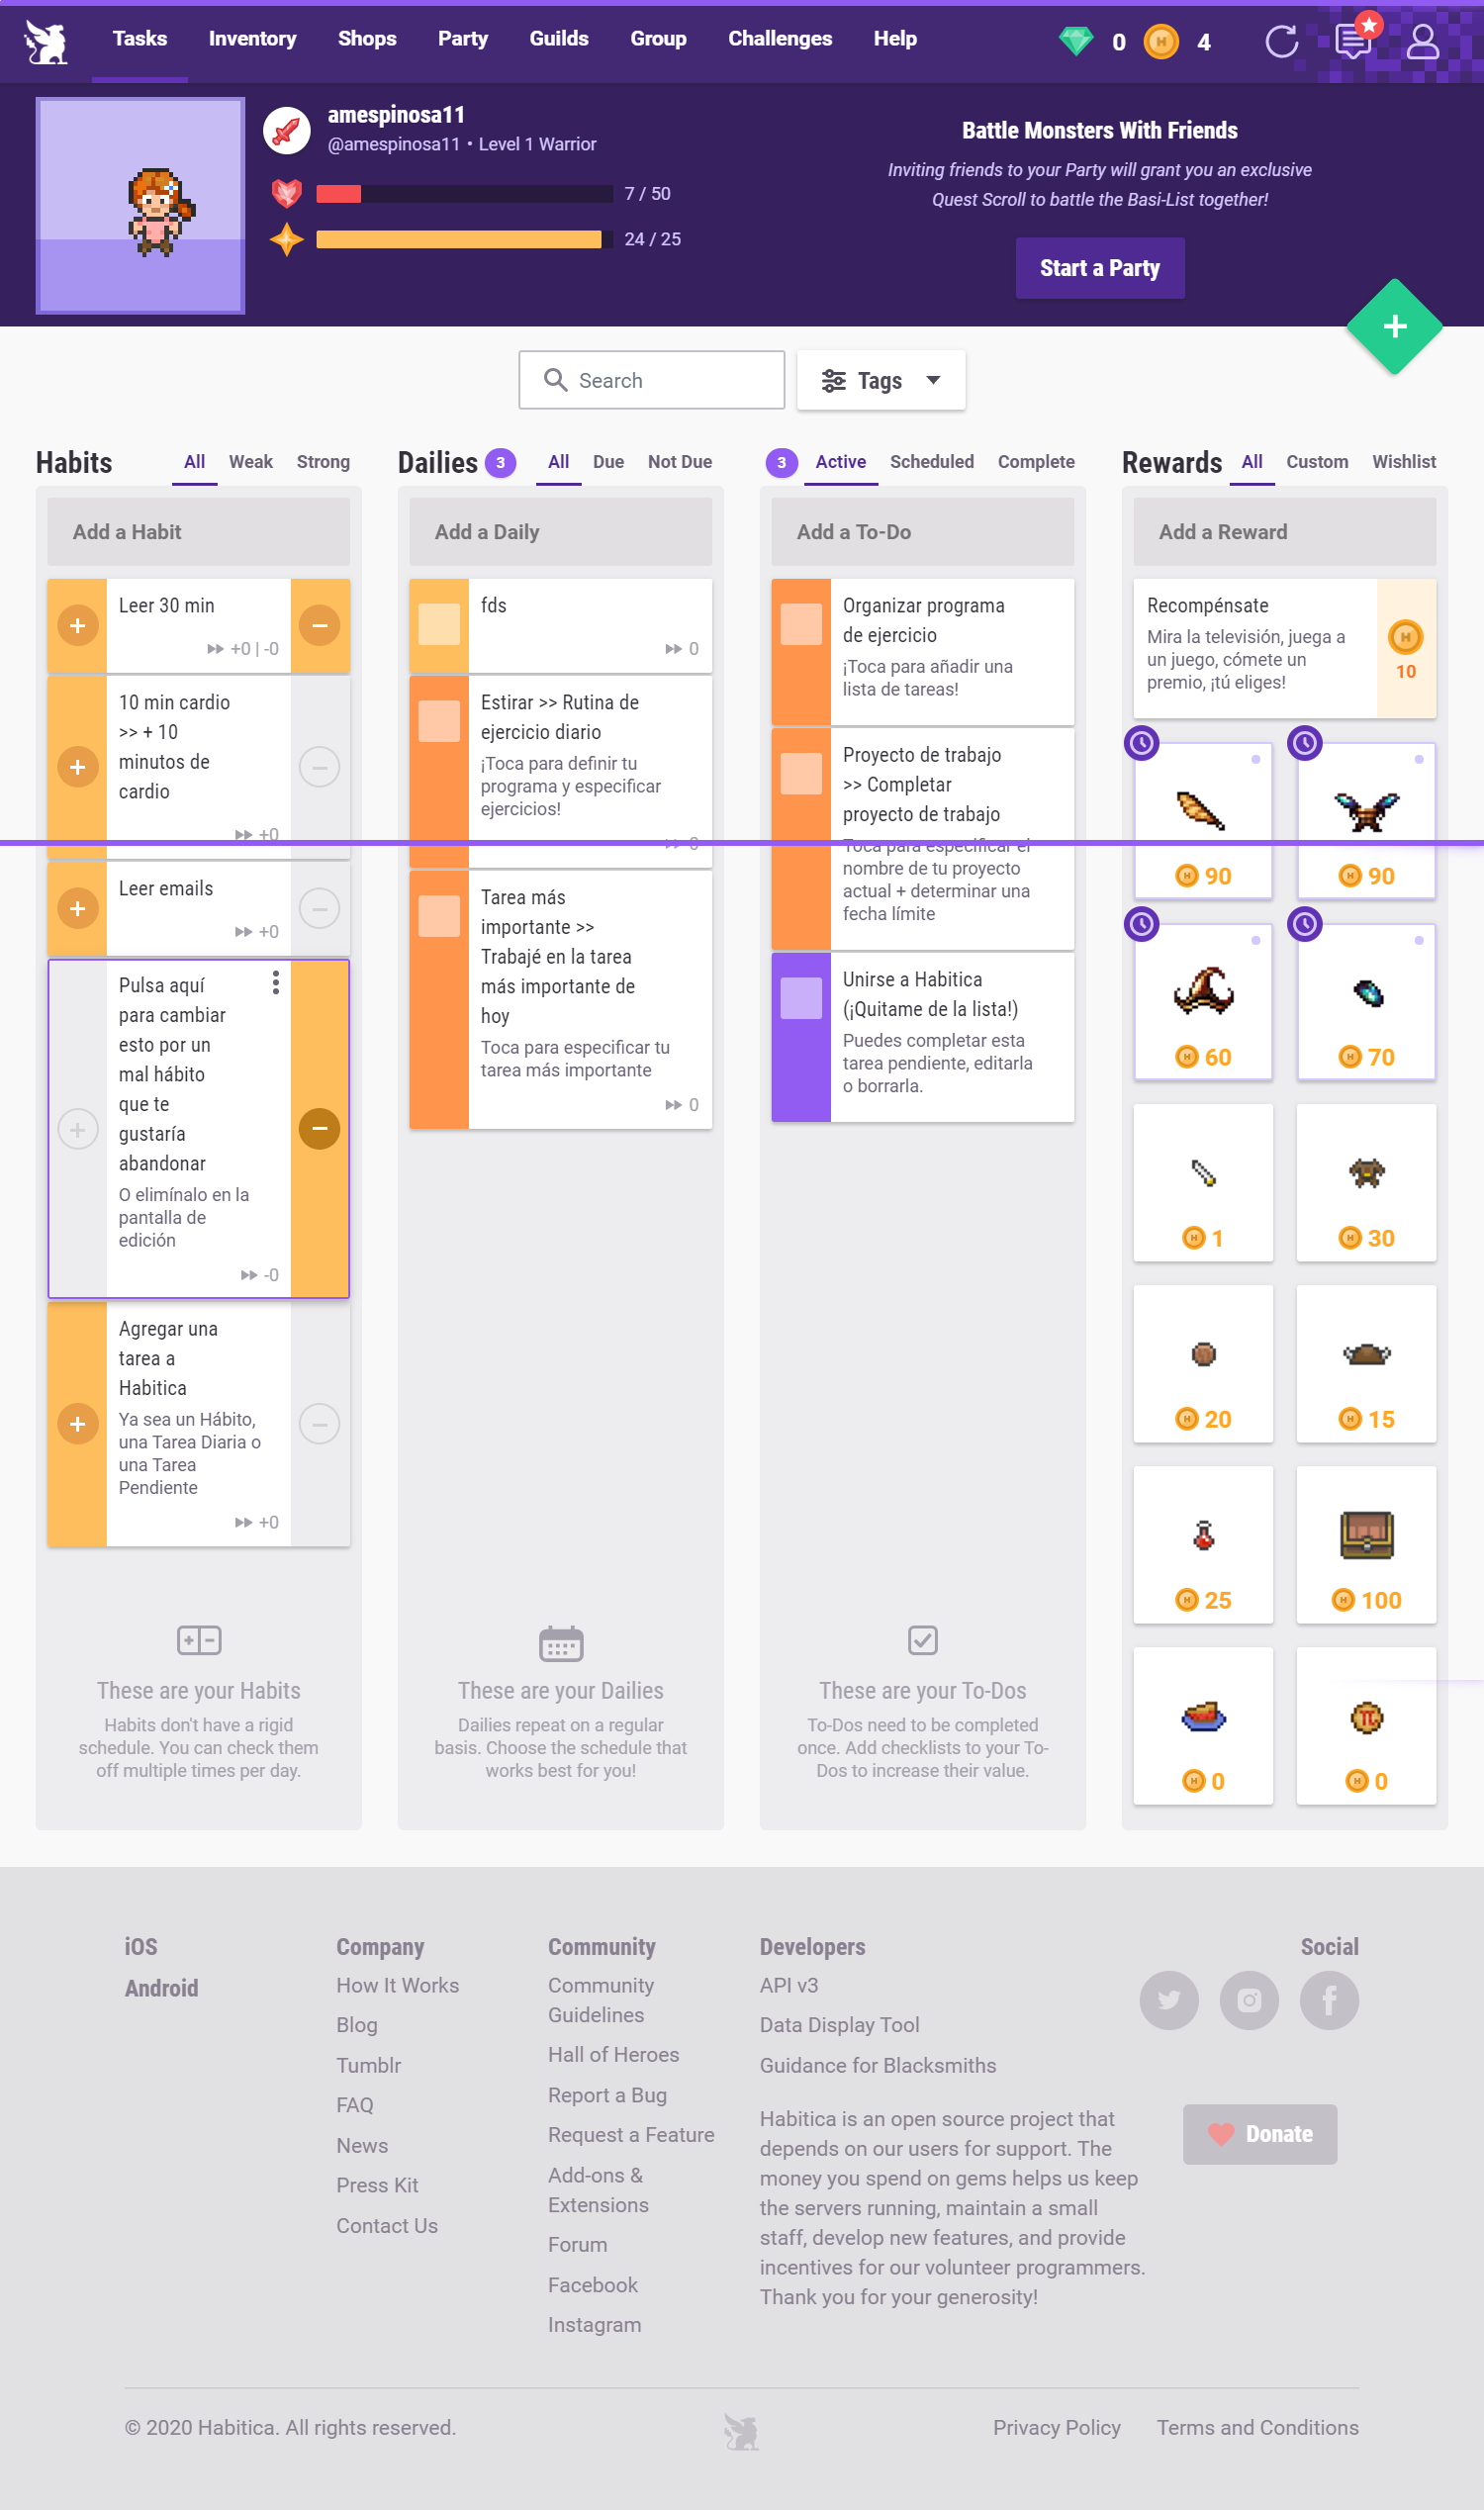 Tasks Inventory Shops Party Guilds Group Challenges Help 0 4
amespinosa11
@amespinosa11 • Level 1 Warrior
7 / 50
24 / 25
Battle Monsters With Friends
Inviting friends to your Party will grant you an exclusive
Quest Scroll to battle the Basi-List together!
Start a Party
Search
Tags
Habits All Weak Strong
Add a Habit
Leer 30 min
+0 | -0
10 min cardio
>> + 10
minutos de
cardio
+0
Leer emails
+0
Pulsa aquí
para cambiar
esto por un
mal hábito
que te
gustaría
abandonar
O elimínalo en la
pantalla de
edición
-0
Agregar una
tarea a
Habitica
Ya sea un Hábito,
una Tarea Diaria o
una Tarea
Pendiente
+0
These are your Habits
Habits don't have a rigid
schedule. You can check them
off multiple times per day.
Dailies 3 All Due Not Due
Add a Daily
fds
0
Estirar >> Rutina de
ejercicio diario
¡Toca para definir tu
programa y especificar
ejercicios!
0
Tarea más
importante >>
Trabajé en la tarea
más importante de
hoy
Toca para especificar tu
tarea más importante
0
These are your Dailies
Dailies repeat on a regular
basis. Choose the schedule that
works best for you!
3 Active Scheduled Complete
Add a To-Do
Organizar programa
de ejercicio
¡Toca para añadir una
lista de tareas!
Proyecto de trabajo
>> Completar
proyecto de trabajo
Toca para especificar el
nombre de tu proyecto
actual + determinar una
fecha límite
Unirse a Habitica
(¡Quitame de la lista!)
Puedes completar esta
tarea pendiente, editarla
o borrarla.
These are your To-Dos
To-Dos need to be completed
once. Add checklists to your To-
Dos to increase their value.
Rewards All Custom Wishlist
Add a Reward
Recompénsate
Mira la televisión, juega a
un juego, cómete un
premio, ¡tú eliges!
10
90 90
60 70
1 30
20 15
25 100
0 0
iOS
Android
Company
How It Works
Blog
Tumblr
FAQ
News
Press Kit
Contact Us
Community
Community
Guidelines
Hall of Heroes
Report a Bug
Request a Feature
Add-ons &
Extensions
Forum
Facebook
Instagram
Developers
API v3
Data Display Tool
Guidance for Blacksmiths
Habitica is an open source project that
depends on our users for support. The
money you spend on gems helps us keep
the servers running, maintain a small
staff, develop new features, and provide
incentives for our volunteer programmers.
Thank you for your generosity!
Social
Donate
© 2020 Habitica. All rights reserved.
Privacy Policy Terms and Conditions